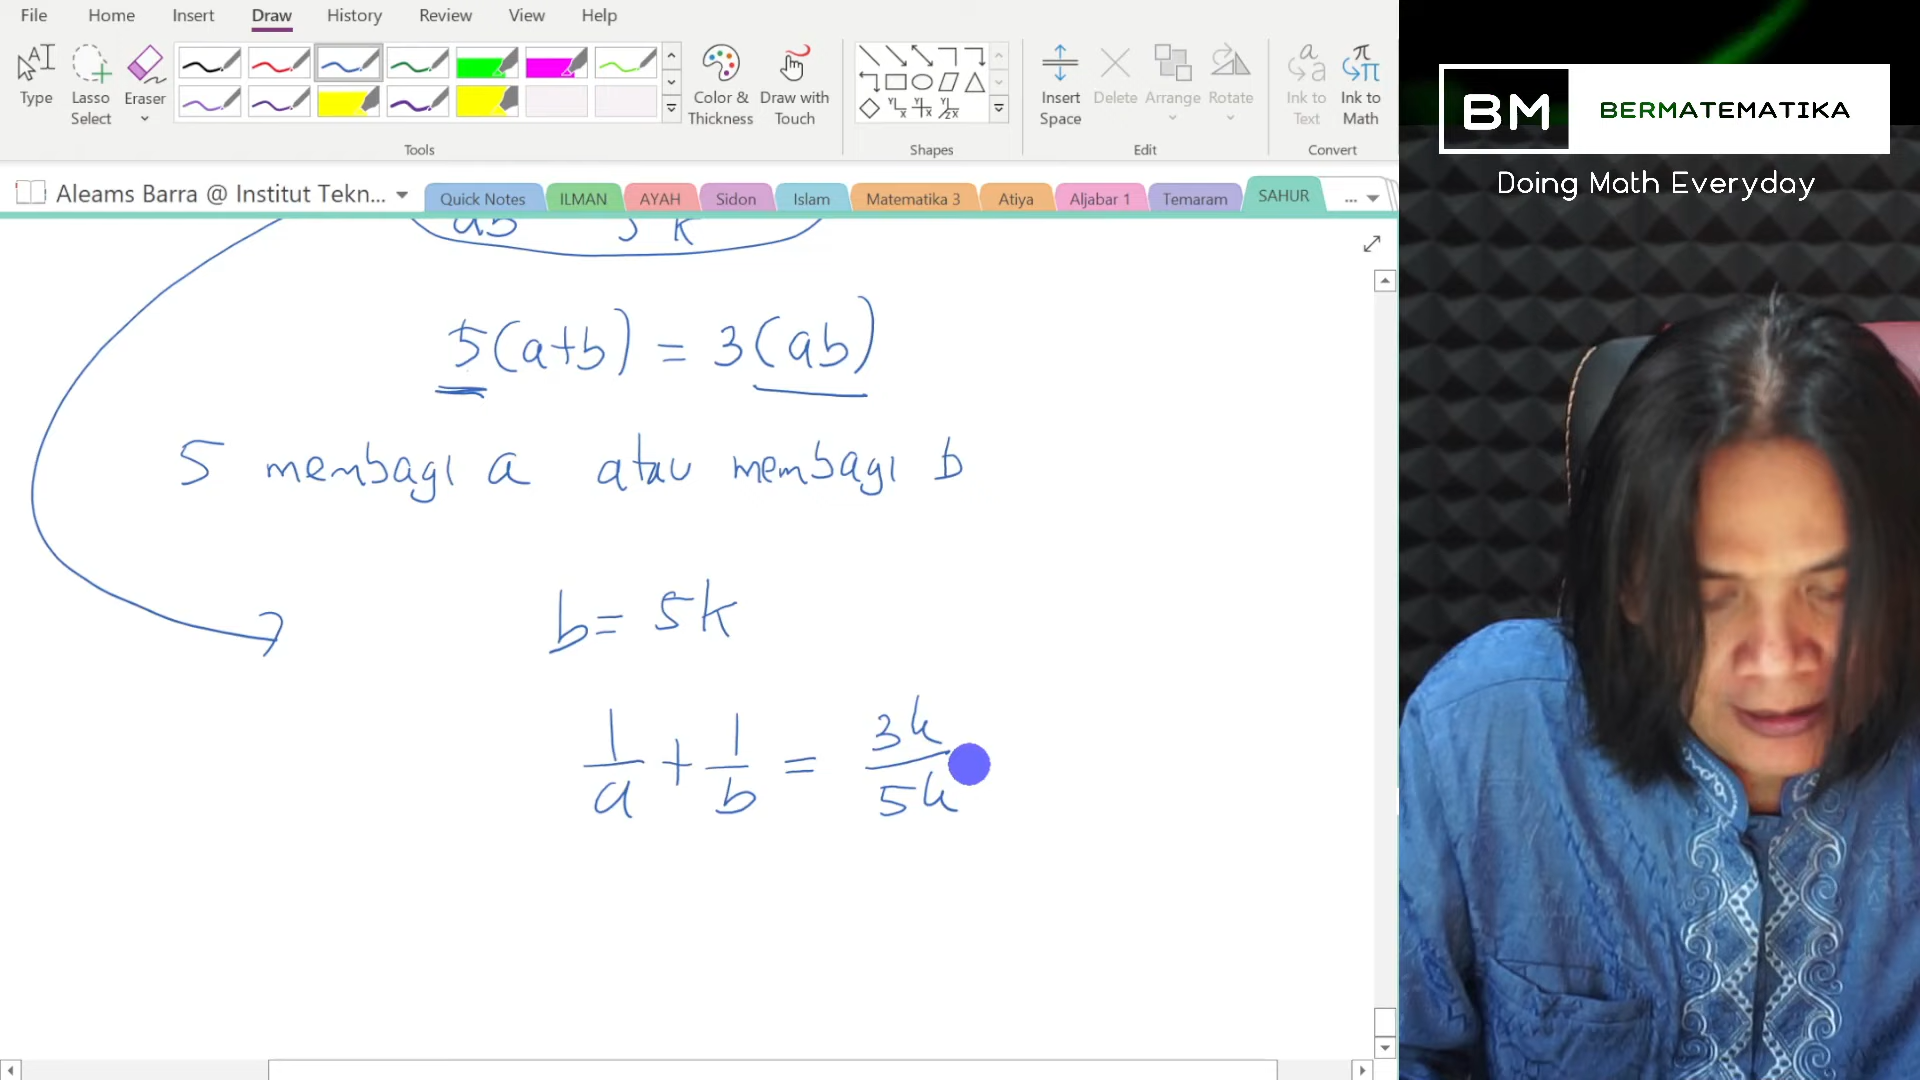 File Home Insert Draw History Review View Help
Type Lasso Select Eraser Color & Thickness Draw with Touch Insert Space Delete Arrange Rotate Ink to Text Ink to Math
Tools Shapes Edit Convert
Aleams Barra @ Institut Tekn... Quick Notes ILMAN AYAH Sidon Islam Matematika 3 Atiya Aljabar 1 Temaram SAHUR ...
BM BERMATEMATIKA
Doing Math Everyday
ab 5 k
5(a+b) = 3(ab)
5 membagi a atau membagi b
b = 5k
1/a + 1/b = 3k/5k